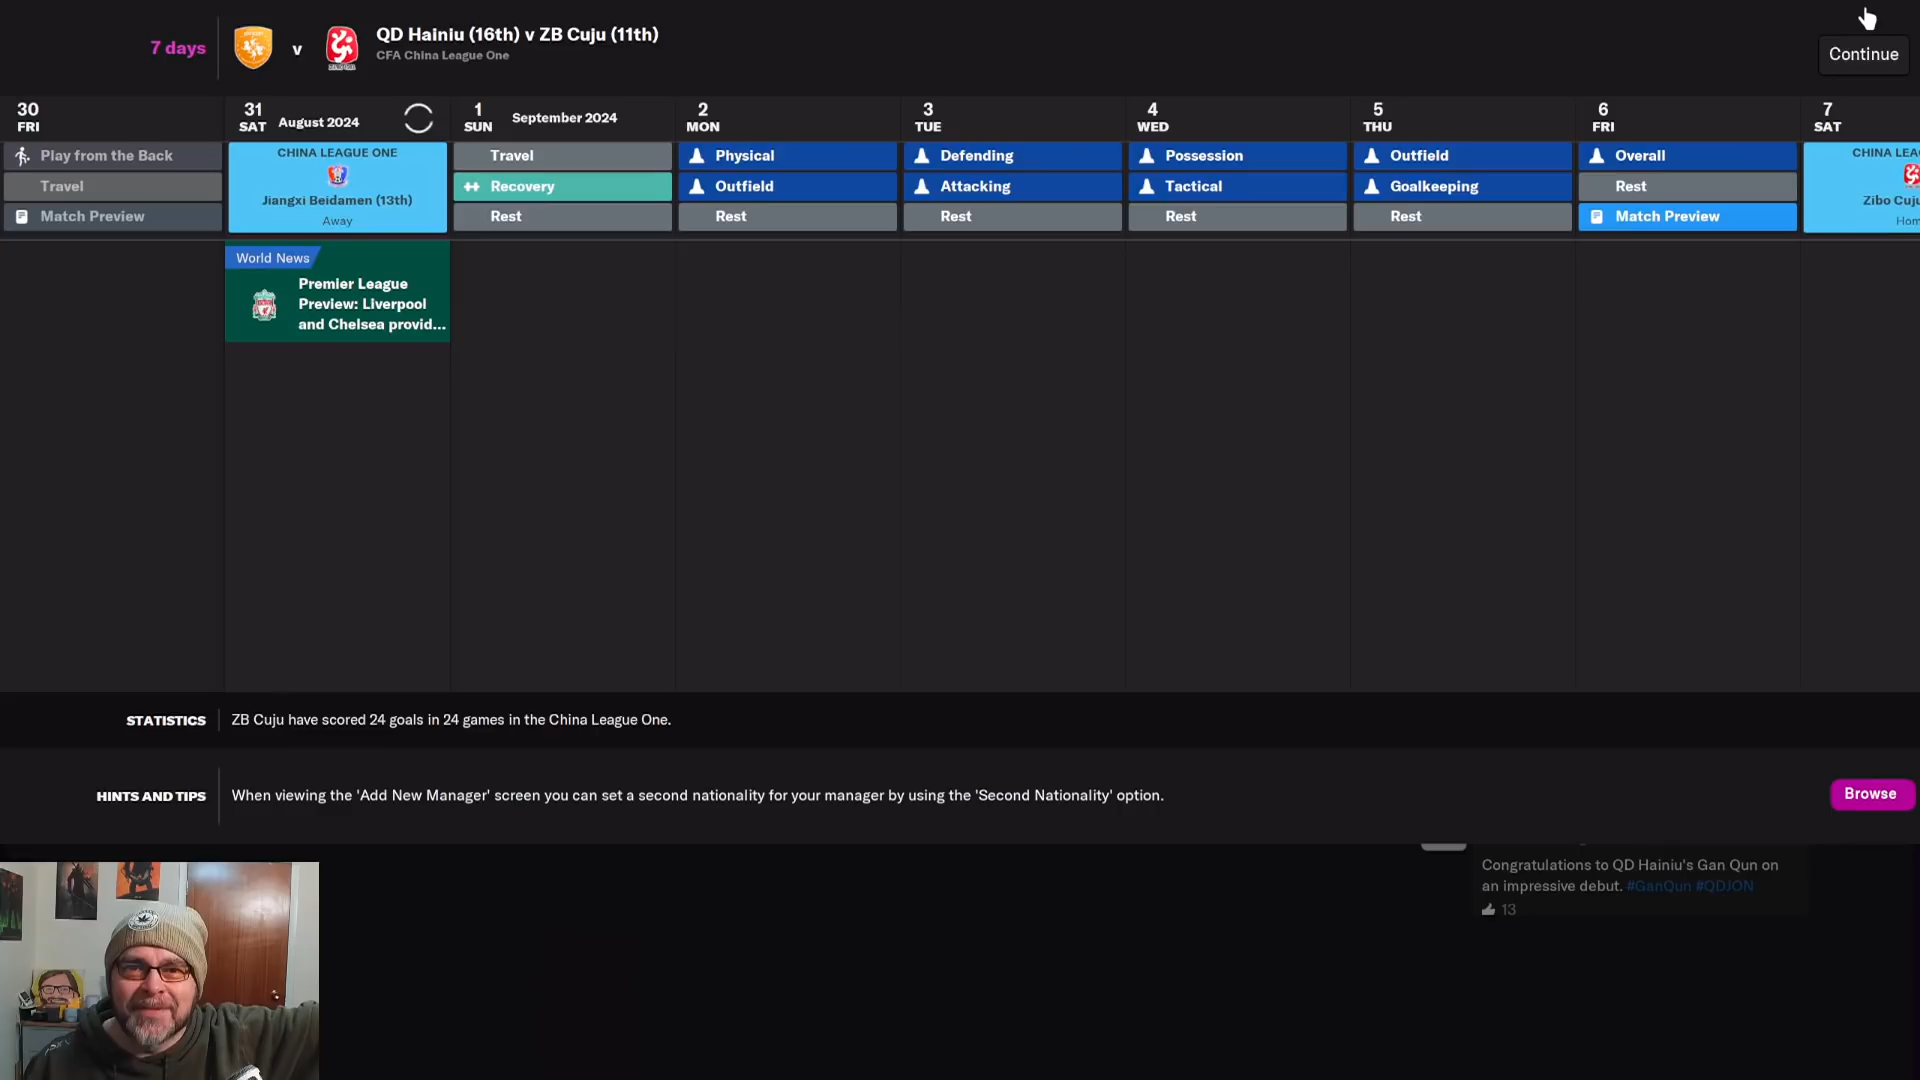 7 days
v
QD Hainiu (16th) v ZB Cuju (11th)
CFA China League One
Continue
30
FRI
31
SAT
August 2024
1
SUN
September 2024
2
MON
3
TUE
4
WED
5
THU
6
FRI
7
SAT
Play from the Back
Travel
Match Preview
CHINA LEAGUE ONE
Jiangxi Beidamen (13th)
Away
Travel
Recovery
Rest
Physical
Outfield
Rest
Defending
Attacking
Rest
Possession
Tactical
Rest
Outfield
Goalkeeping
Rest
Overall
Rest
Match Preview
CHINA LEA
Zibo Cuju
Hom
World News
Premier League
Preview: Liverpool
and Chelsea provid...
STATISTICS
ZB Cuju have scored 24 goals in 24 games in the China League One.
HINTS AND TIPS
When viewing the 'Add New Manager' screen you can set a second nationality for your manager by using the 'Second Nationality' option.
Browse
Congratulations to QD Hainiu's Gan Qun on
an impressive debut. #GanQun #QDJON
13